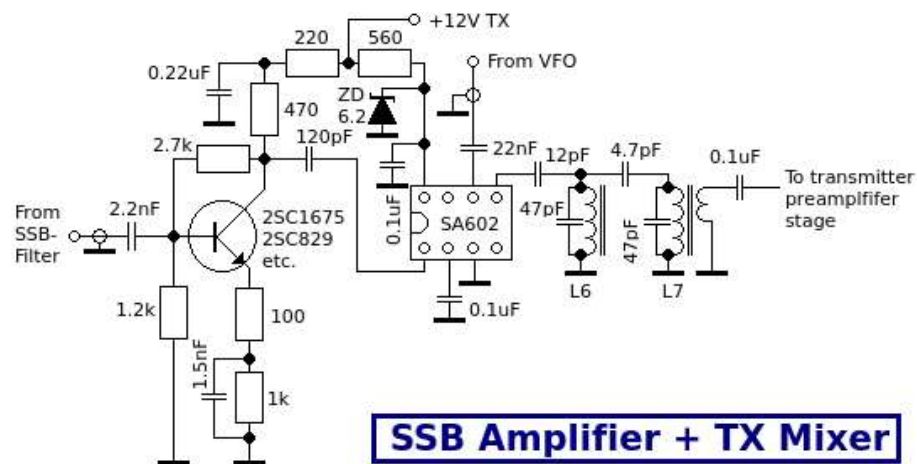 +12V TX
220
560
From VFO
0.22uF
ZD
6.2
470
2.7k
120pF
22nF
12pF
4.7pF
0.1uF
To transmitter
preamplfifer
stage
From
SSB-
Filter
2.2nF
2SC1675
2SC829
etc.
0.1uF
SA602
47pF
47pF
L6
L7
1.2k
100
0.1uF
1.5nF
1k
SSB Amplifier + TX Mixer